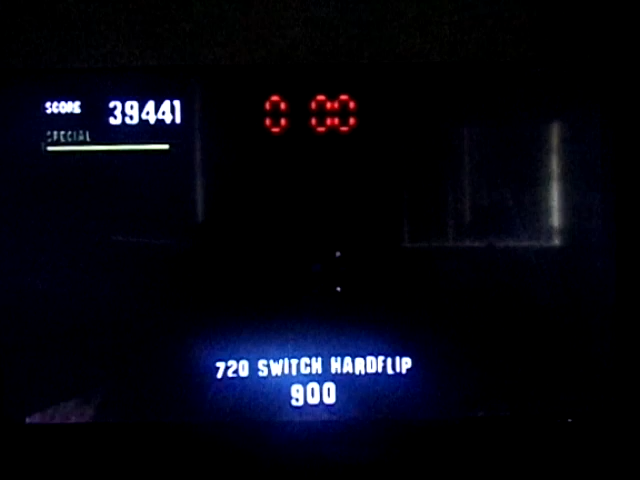 SCORE 39441
SPECIAL
0 00
720 SWITCH HARDFLIP
900